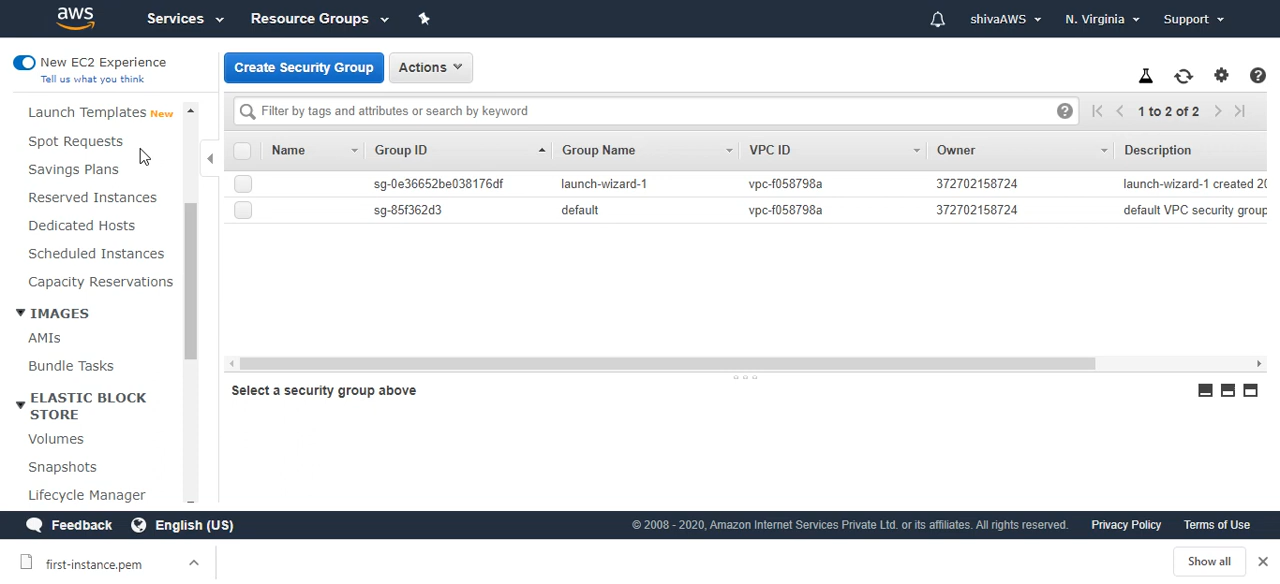 aws Services Resource Groups shivaAWS N. Virginia Support
New EC2 Experience
Tell us what you think
Launch Templates New
Spot Requests
Savings Plans
Reserved Instances
Dedicated Hosts
Scheduled Instances
Capacity Reservations
IMAGES
AMIs
Bundle Tasks
ELASTIC BLOCK
STORE
Volumes
Snapshots
Lifecycle Manager
Create Security Group Actions
Filter by tags and attributes or search by keyword 1 to 2 of 2
Name Group ID Group Name VPC ID Owner Description
sg-0e36652be038176df launch-wizard-1 vpc-f058798a 372702158724 launch-wizard-1 created 20
sg-85f362d3 default vpc-f058798a 372702158724 default VPC security group
Select a security group above
Feedback English (US) © 2008 - 2020, Amazon Internet Services Private Ltd. or its affiliates. All rights reserved. Privacy Policy Terms of Use
first-instance.pem Show all